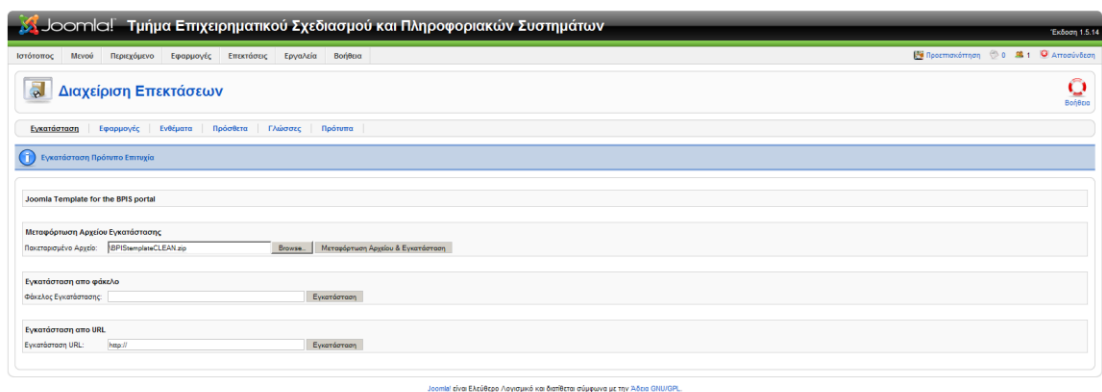 Joomla! Τμήμα Επιχειρηματικού Σχεδιασμού και Πληροφοριακών Συστημάτων
Έκδοση 1.5.14
Ιστότοπος Μενού Περιεχόμενο Εφαρμογές Επεκτάσεις Εργαλεία Βοήθεια Προεπισκόπηση 0 1 Αποσύνδεση
Διαχείριση Επεκτάσεων
Βοήθεια
Εγκατάσταση Εφαρμογές Ενθέματα Πρόσθετα Γλώσσες Πρότυπα
Εγκατάσταση Πρότυπο Επιτυχία
Joomla Template for the BPIS portal
Μεταφόρτωση Αρχείου Εγκατάστασης
Πακεταρισμένο Αρχείο: \BPIStemplateCLEAN.zip Browse... Μεταφόρτωση Αρχείου & Εγκατάσταση
Εγκατάσταση απο φάκελο
Φάκελος Εγκατάστασης: Εγκατάσταση
Εγκατάσταση απο URL
Εγκατάσταση URL: http:// Εγκατάσταση
Joomla! είναι Ελεύθερο Λογισμικό και διατίθεται σύμφωνα με την Άδεια GNU/GPL.